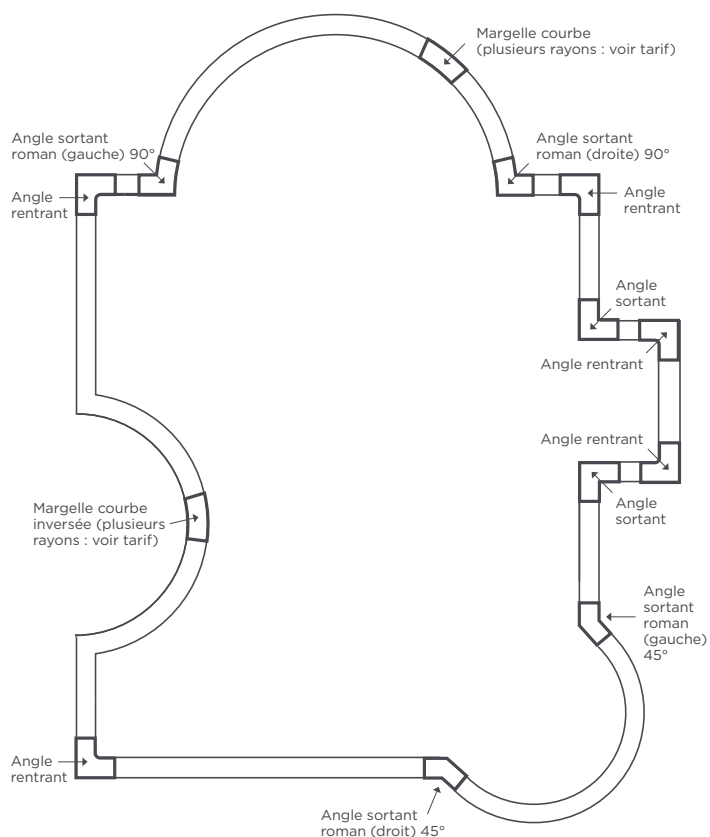 Margelle courbe
(plusieurs rayons : voir tarif)
Angle sortant
roman (gauche) 90°
Angle sortant
roman (droite) 90°
Angle
rentrant
Angle
rentrant
Angle
sortant
Angle rentrant
Angle rentrant
Angle
sortant
Margelle courbe
inversée (plusieurs
rayons : voir tarif)
Angle
sortant
roman
(gauche)
45°
Angle
rentrant
Angle sortant
roman (droit) 45°